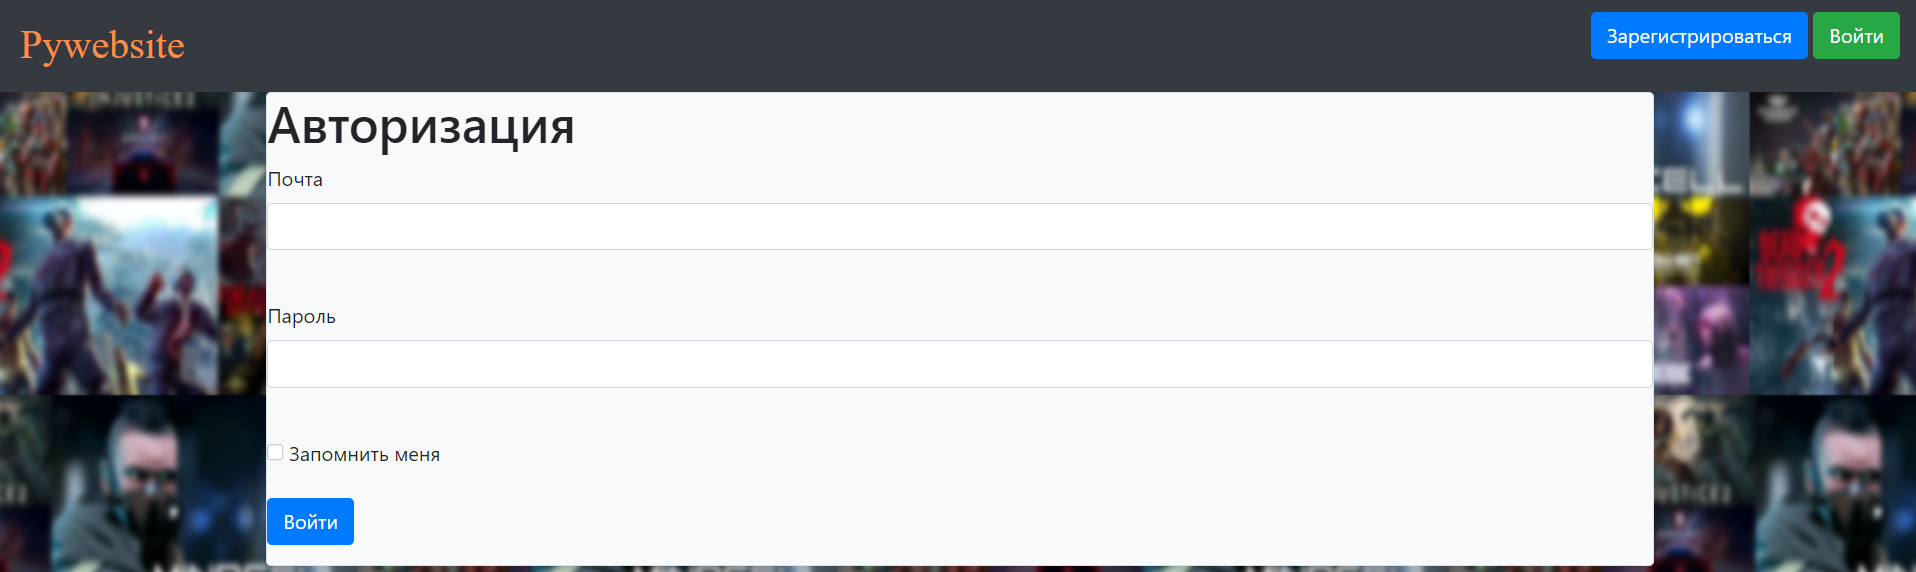 Pywebsite
Зарегистрироваться
Войти
Авторизация
Почта
Пароль
Запомнить меня
Войти